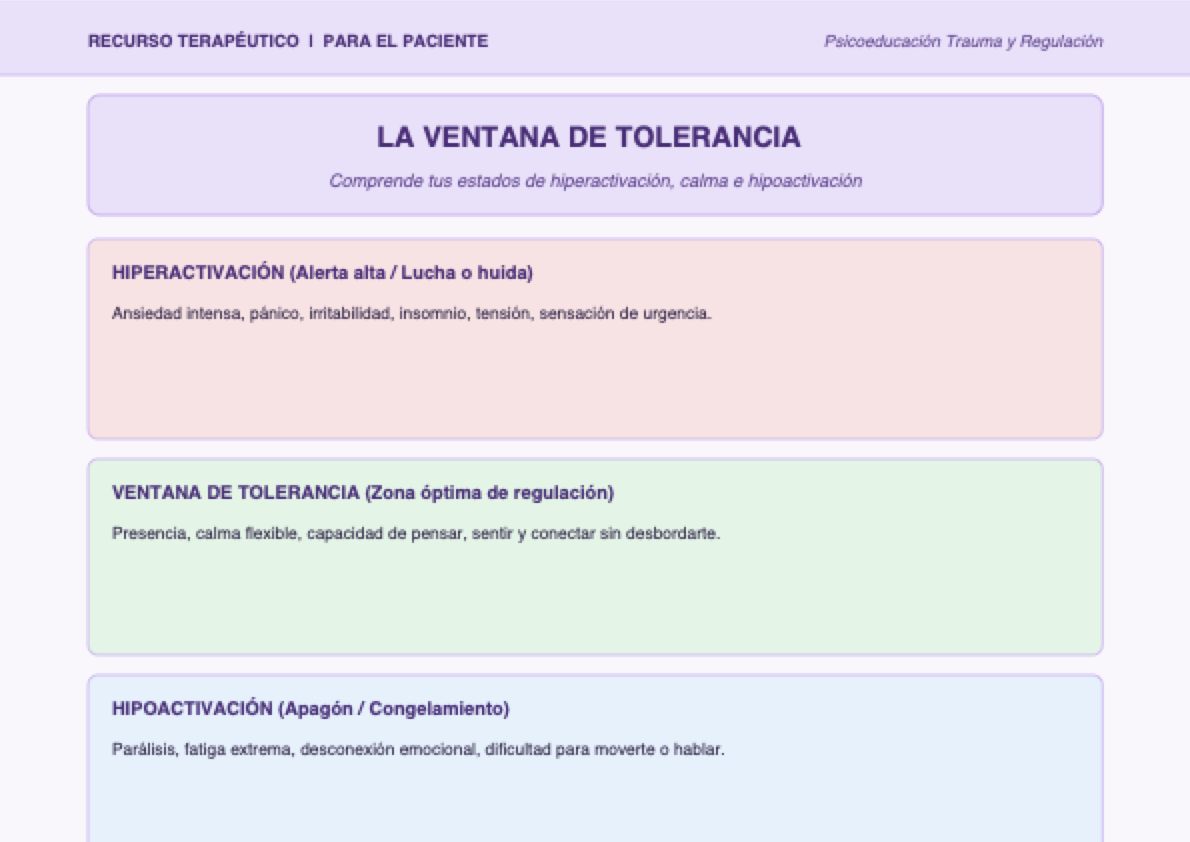 RECURSO TERAPÉUTICO | PARA EL PACIENTE
Psicoeducación Trauma y Regulación
LA VENTANA DE TOLERANCIA
Comprende tus estados de hiperactivación, calma e hipoactivación
HIPERACTIVACIÓN (Alerta alta / Lucha o huida)
Ansiedad intensa, pánico, irritabilidad, insomnio, tensión, sensación de urgencia.
VENTANA DE TOLERANCIA (Zona óptima de regulación)
Presencia, calma flexible, capacidad de pensar, sentir y conectar sin desbordarte.
HIPOACTIVACIÓN (Apagón / Congelamiento)
Parálisis, fatiga extrema, desconexión emocional, dificultad para moverte o hablar.